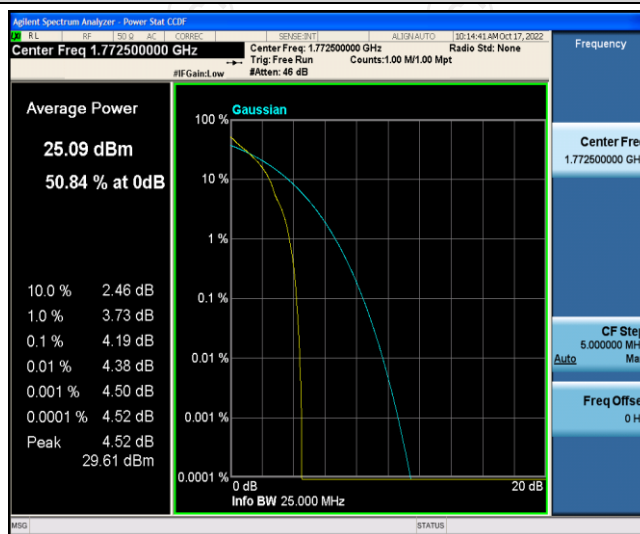 Agilent Spectrum Analyzer - Power Stat CCDF
RL RF 50 Ω AC CORREC SENSE:INT ALIGN AUTO 10:14:41 AM Oct 17, 2022
Center Freq 1.772500000 GHz
Center Freq: 1.772500000 GHz Radio Std: None
Trig: Free Run Counts:1.00 M/1.00 Mpt
#IFGain:Low #Atten: 46 dB
Frequency
Center Fre
1.772500000 GH
CF Step
5.000000 MH
Auto Ma
Freq Offse
0 H
Average Power
25.09 dBm
50.84 % at 0dB
10.0 % 2.46 dB
1.0 % 3.73 dB
0.1 % 4.19 dB
0.01 % 4.38 dB
0.001 % 4.50 dB
0.0001 % 4.52 dB
Peak 4.52 dB
29.61 dBm
Gaussian
100 %
10 %
1 %
0.1 %
0.01 %
0.001 %
0.0001 %
0 dB 20 dB
Info BW 25.000 MHz
MSG STATUS